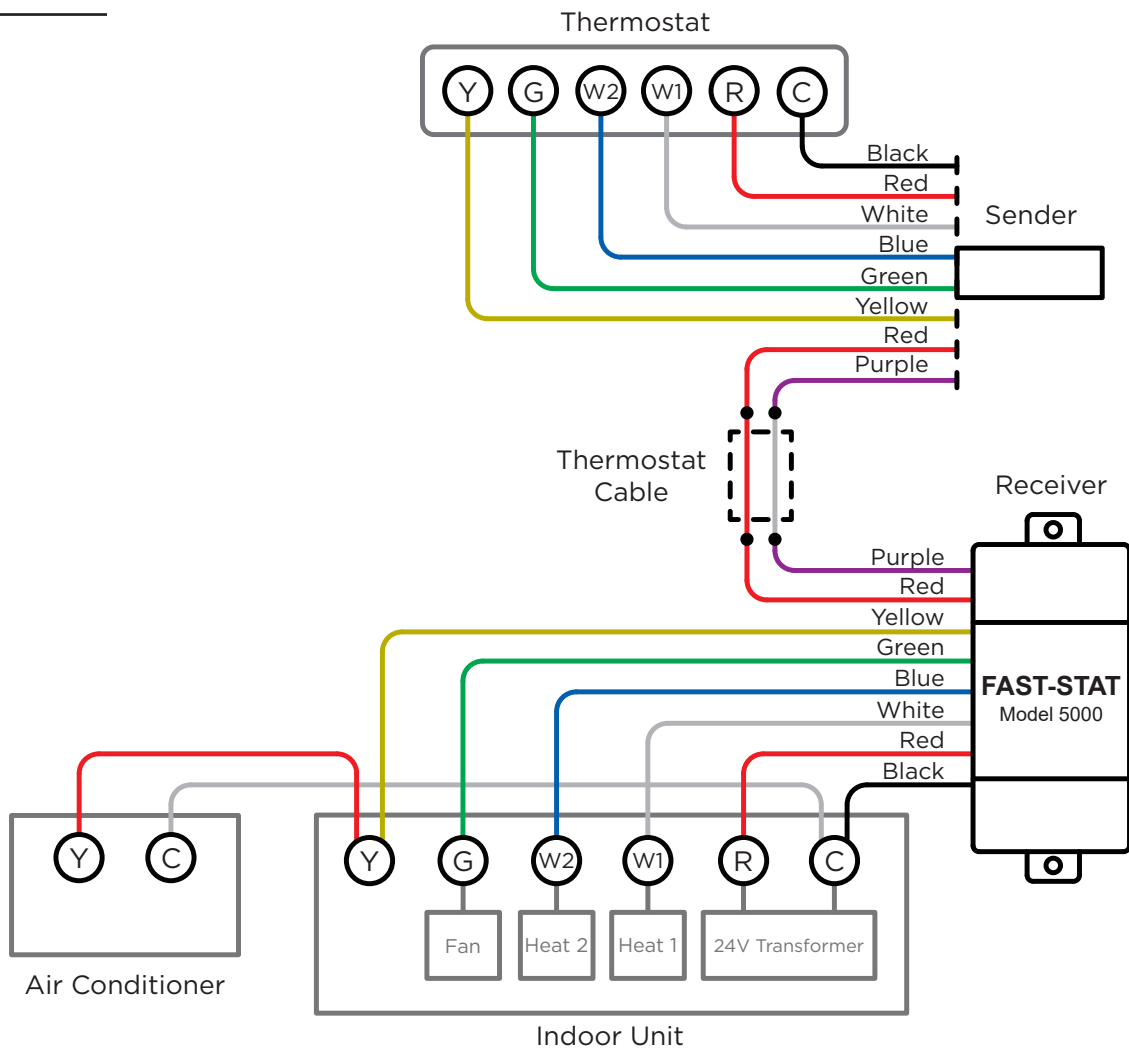 Thermostat
Y G W2 W1 R C
Black
Red
White
Sender
Blue
Green
Yellow
Red
Purple
Thermostat
Cable
Receiver
Purple
Red
Yellow
Green
Blue
FAST-STAT
Model 5000
White
Red
Black
Y C
Y G W2 W1 R C
Fan Heat 2 Heat 1 24V Transformer
Air Conditioner
Indoor Unit